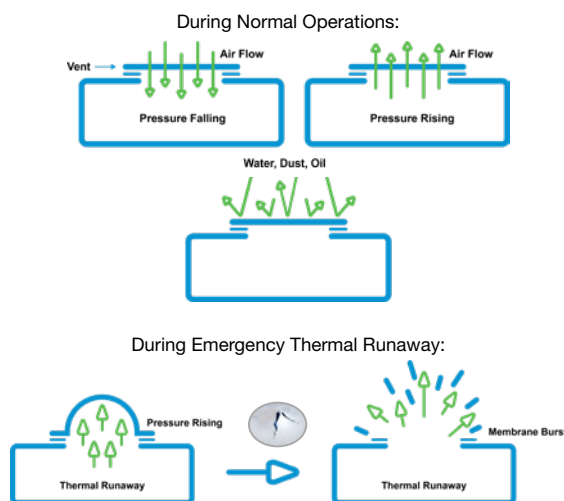 During Normal Operations:
Vent
Air Flow
Pressure Falling
Air Flow
Pressure Rising
Water, Dust, Oil
During Emergency Thermal Runaway:
Pressure Rising
Thermal Runaway
Membrane Burs
Thermal Runaway